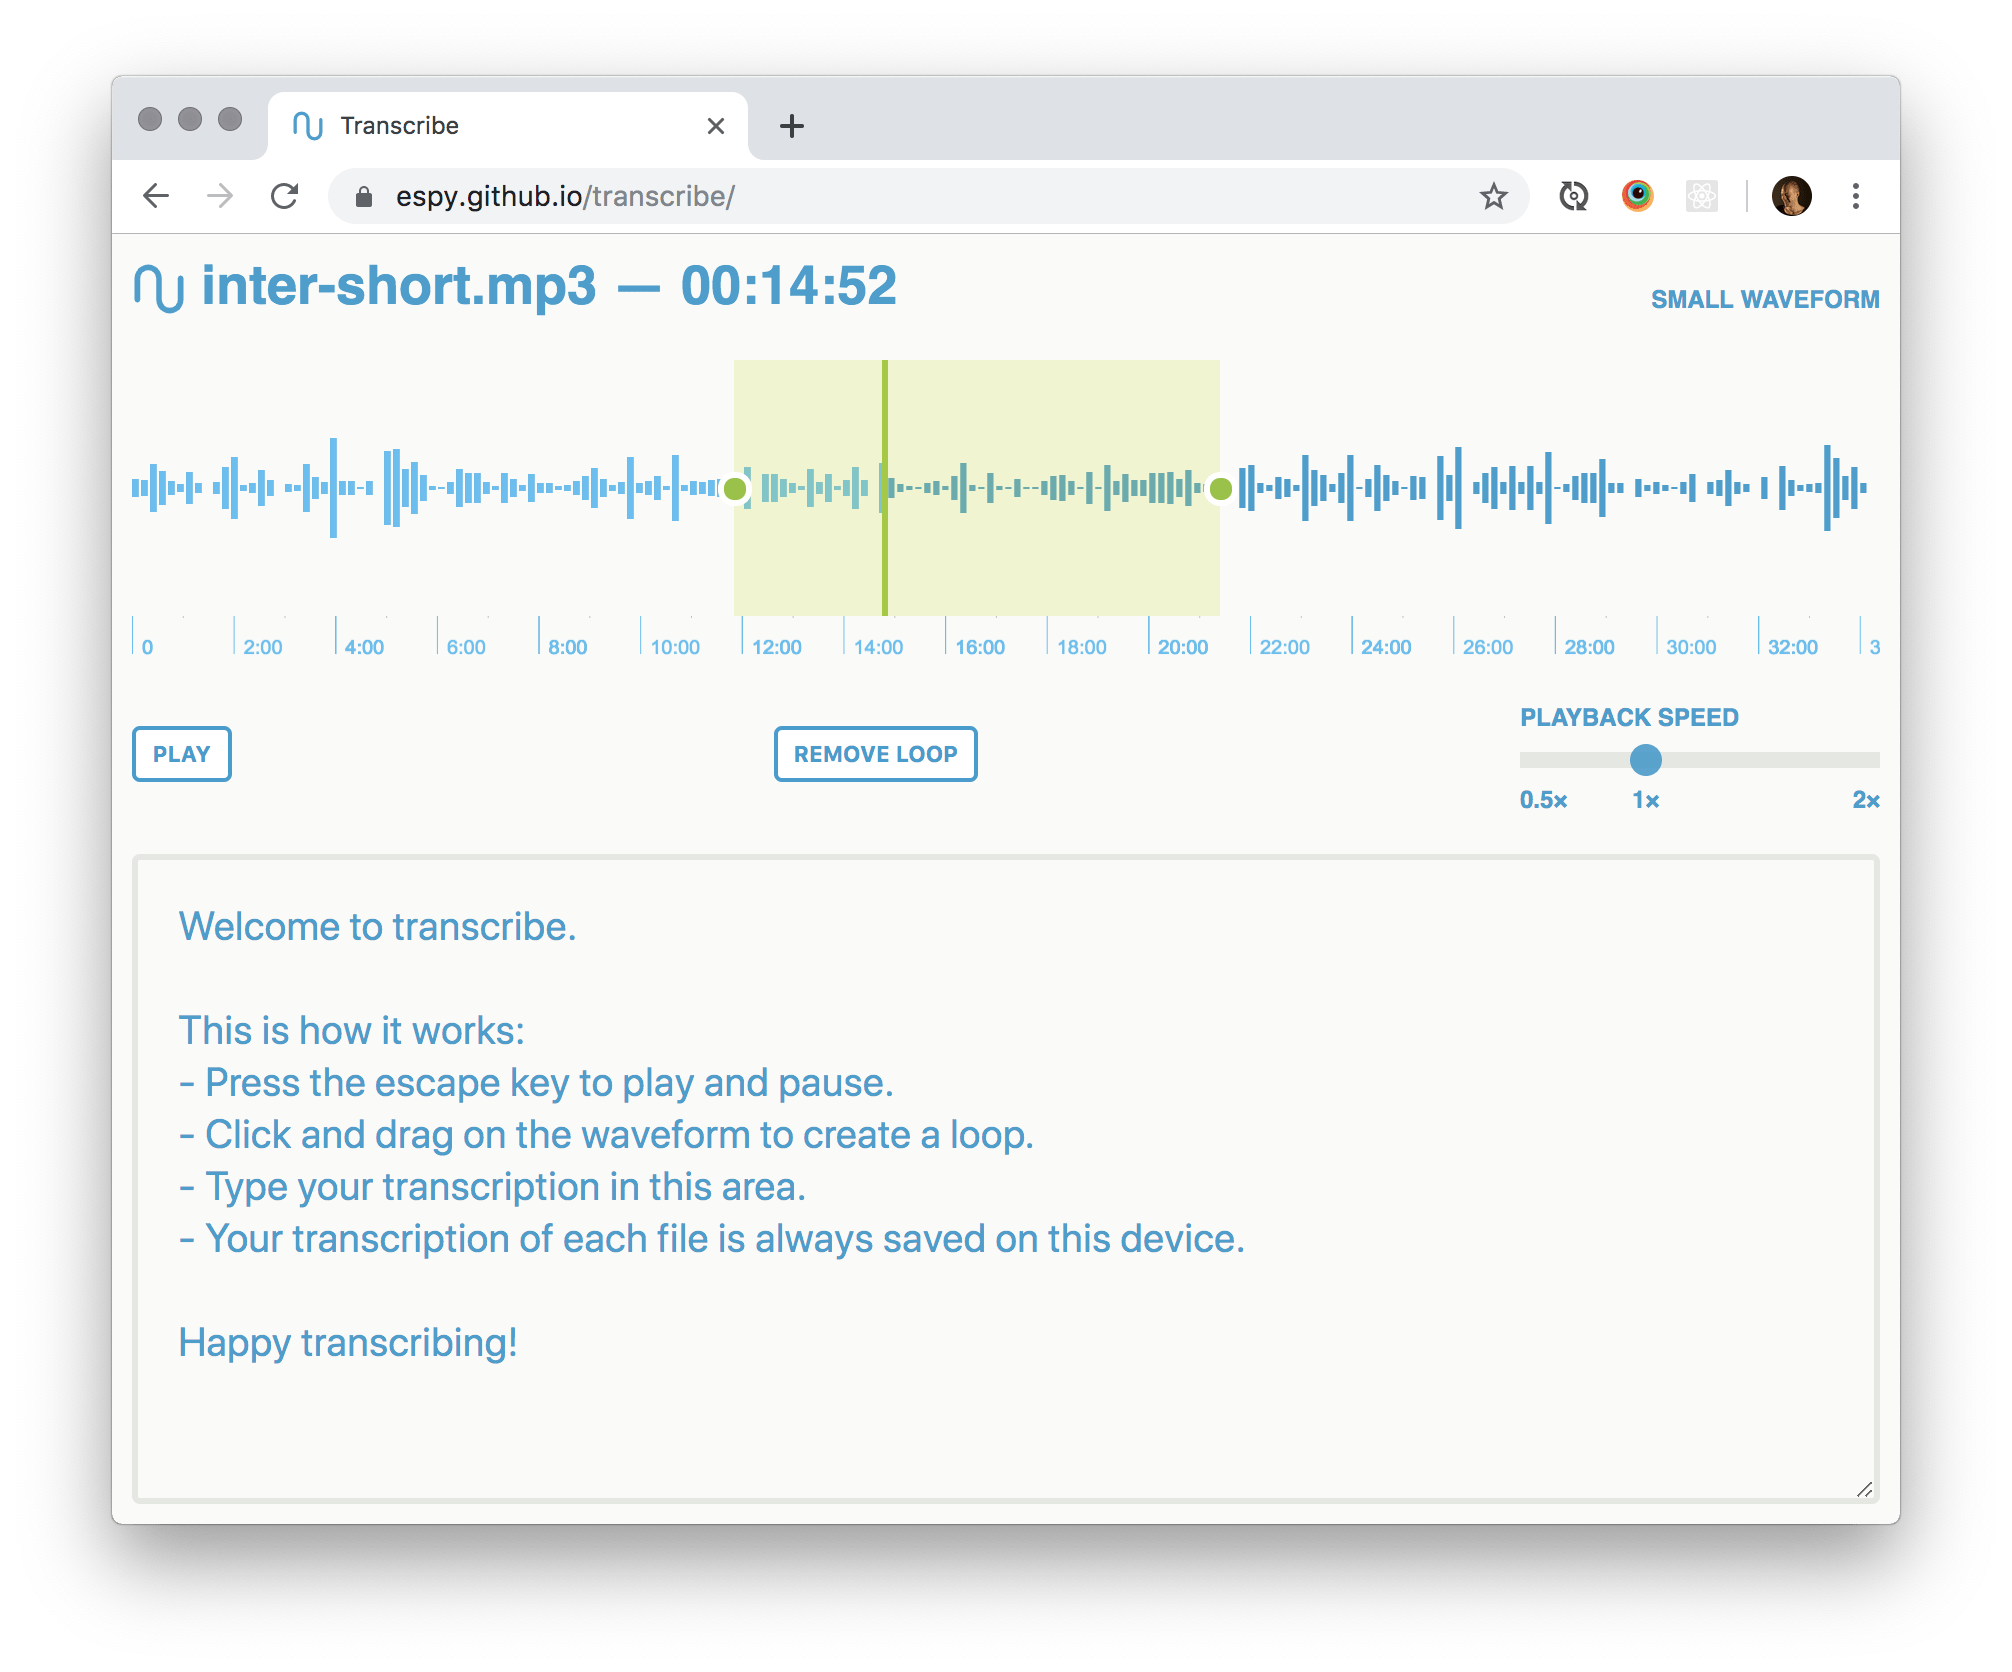 Transcribe
espy.github.io/transcribe/
inter-short.mp3 — 00:14:52
SMALL WAVEFORM
0 2:00 4:00 6:00 8:00 10:00 12:00 14:00 16:00 18:00 20:00 22:00 24:00 26:00 28:00 30:00 32:00 3
PLAYBACK SPEED
PLAY REMOVE LOOP
0.5× 1× 2×
Welcome to transcribe.
This is how it works:
- Press the escape key to play and pause.
- Click and drag on the waveform to create a loop.
- Type your transcription in this area.
- Your transcription of each file is always saved on this device.
Happy transcribing!